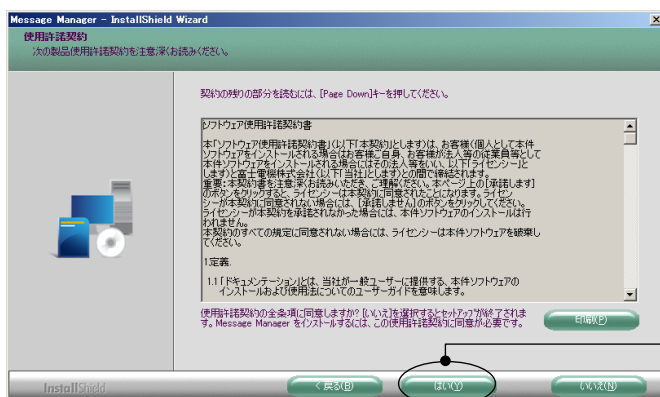 Message Manager - InstallShield Wizard
使用許諾契約
次の製品使用許諾契約を注意深くお読みください。
契約の残りの部分を読むには、[Page Down]キーを押してください。
ソフトウェア使用許諾契約書
本「ソフトウェア使用許諾契約書」(以下「本契約」とします)は、お客様(個人として本件
ソフトウェアをインストールされる場合はお客様ご自身、お客様が法人等の従業員等として
本件ソフトウェアをインストールされる場合にはその法人等をいい、以下「ライセンシー」と
します)と富士電機株式会社(以下「当社」とします)との間で締結されます。
重要:本契約書を注意深くお読みいただき、ご理解ください。本ページ上の[承諾します]
のボタンをクリックすると、ライセンシーは本契約に同意されたことになります。ライセン
シーが本契約に同意されない場合には、[承諾しません]のボタンをクリックしてください。
ライセンシーが本契約を承諾されなかった場合には、本件ソフトウェアのインストールは行
われません。
本契約のすべての規定に同意されない場合には、ライセンシーは本件ソフトウェアを破棄し
てください。
1.定義.
1.1「ドキュメンテーション」とは、当社が一般ユーザーに提供する、本件ソフトウェアの
インストールおよび使用法についてのユーザーガイドを意味します。
使用許諾契約の全条項に同意しますか? [いいえ]を選択するとセットアップが終了されま
す。Message Manager をインストールするには、この使用許諾契約に同意が必要です。
印刷(P)
InstallShield
< 戻る(B)
はい(Y)
いいえ(N)